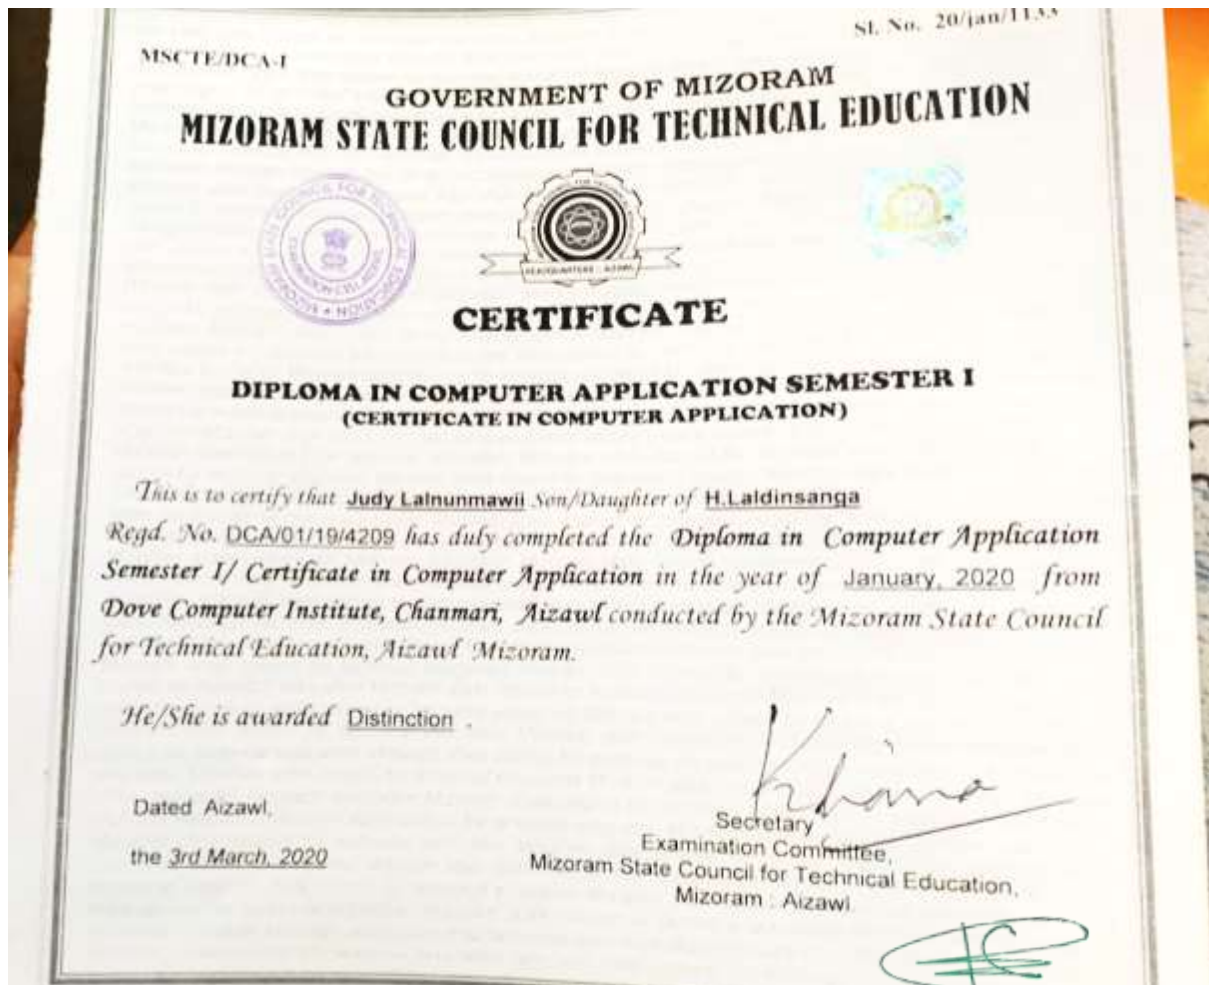 SL. No. 20/jan/1133
MSCTE/DCA-I
GOVERNMENT OF MIZORAM
MIZORAM STATE COUNCIL FOR TECHNICAL EDUCATION
HEADQUARTERS : AIZAWL
CERTIFICATE
DIPLOMA IN COMPUTER APPLICATION SEMESTER I
(CERTIFICATE IN COMPUTER APPLICATION)
This is to certify that Judy Lalnunmawii Son/Daughter of H.Laldinsanga
Regd. No. DCA/01/19/4209 has duly completed the Diploma in Computer Application
Semester I/ Certificate in Computer Application in the year of January, 2020 from
Dove Computer Institute, Chanmari, Aizawl conducted by the Mizoram State Council
for Technical Education, Aizawl Mizoram.
He/She is awarded Distinction .
Dated Aizawl,
the 3rd March, 2020
Secretary
Examination Committee,
Mizoram State Council for Technical Education,
Mizoram : Aizawl.